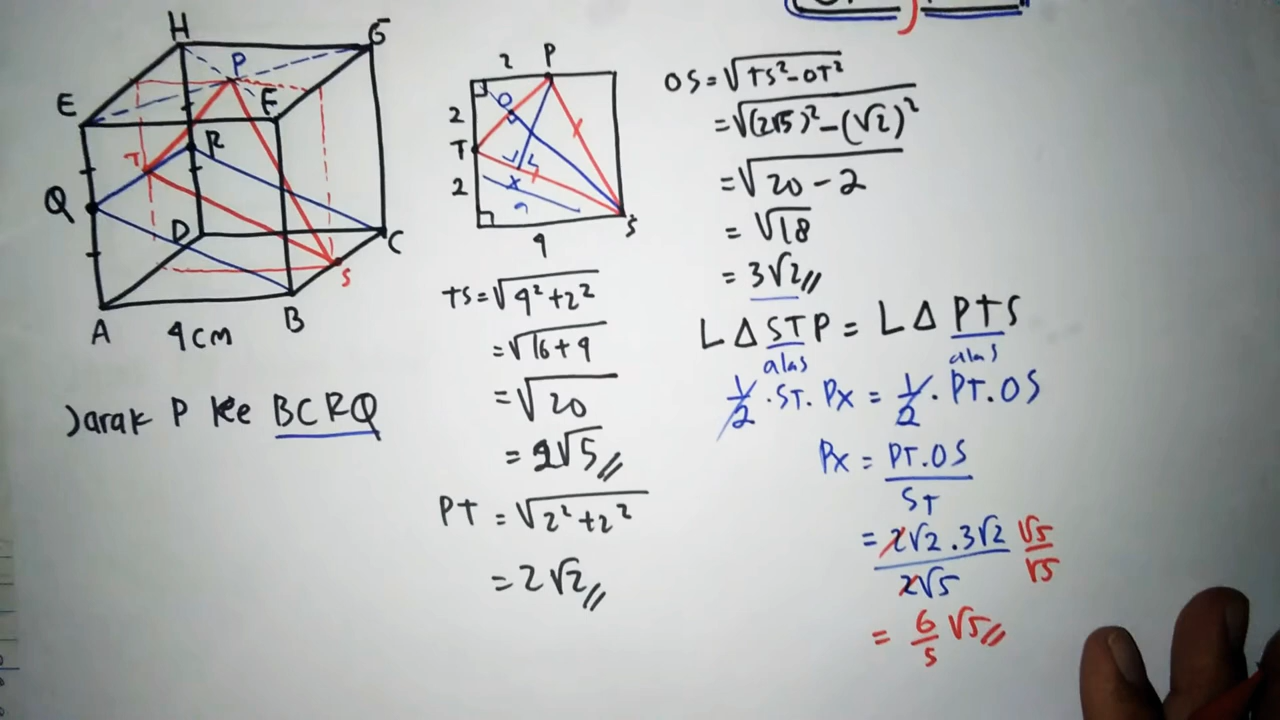 H
G
E
P
F
T
R
Q
D
C
S
A
B
4cm
Jarak P ke BCRQ
2
P
2
O
T
2
X
S
4
TS=√4²+2²
=√16+4
=√20
=2√5//
PT=√2²+2²
=2√2//
OS=√TS²-OT²
=√(2√5)²-(√2)²
=√20-2
=√18
=3√2//
L△STP=L△PTS
alas alas
1/2.ST.PX=1/2.PT.OS
PX=PT.OS/ST
=2√2.3√2/2√5 √5/√5
=6/5√5//